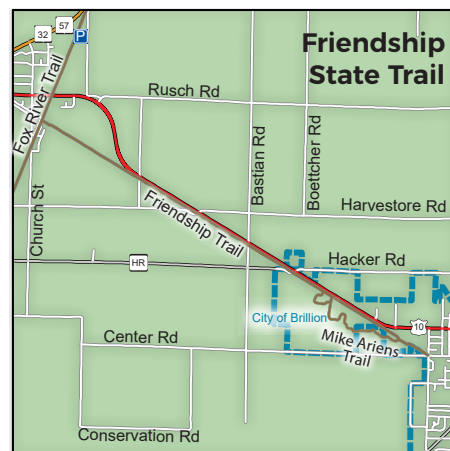 Friendship
State Trail
57
32
P
Fox River Trail
Rusch Rd
Bastian Rd
Boettcher Rd
Church St
Friendship Trail
Harvestore Rd
HR
Hacker Rd
City of Brillion
10
Mike Ariens
Trail
Center Rd
Conservation Rd